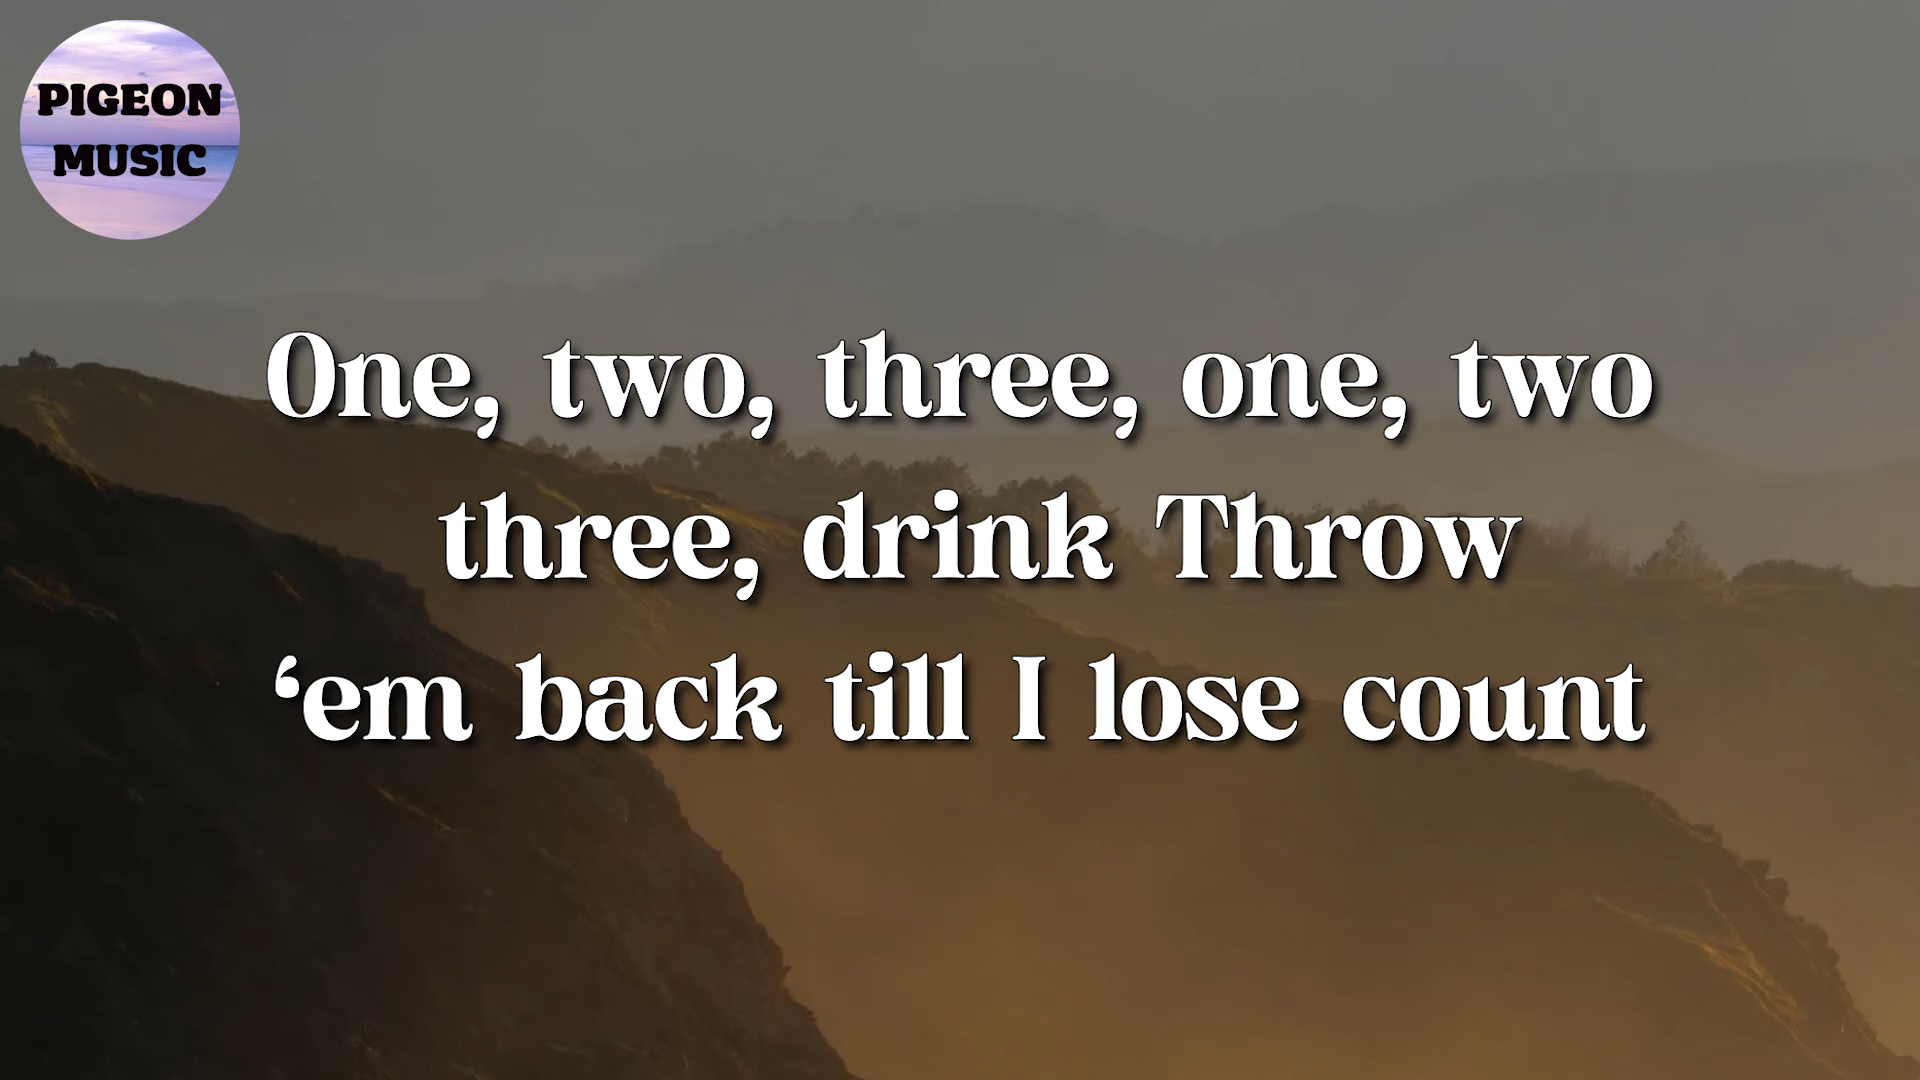 PIGEON
MUSIC
One, two, three, one, two
three, drink Throw
‘em back till I lose count